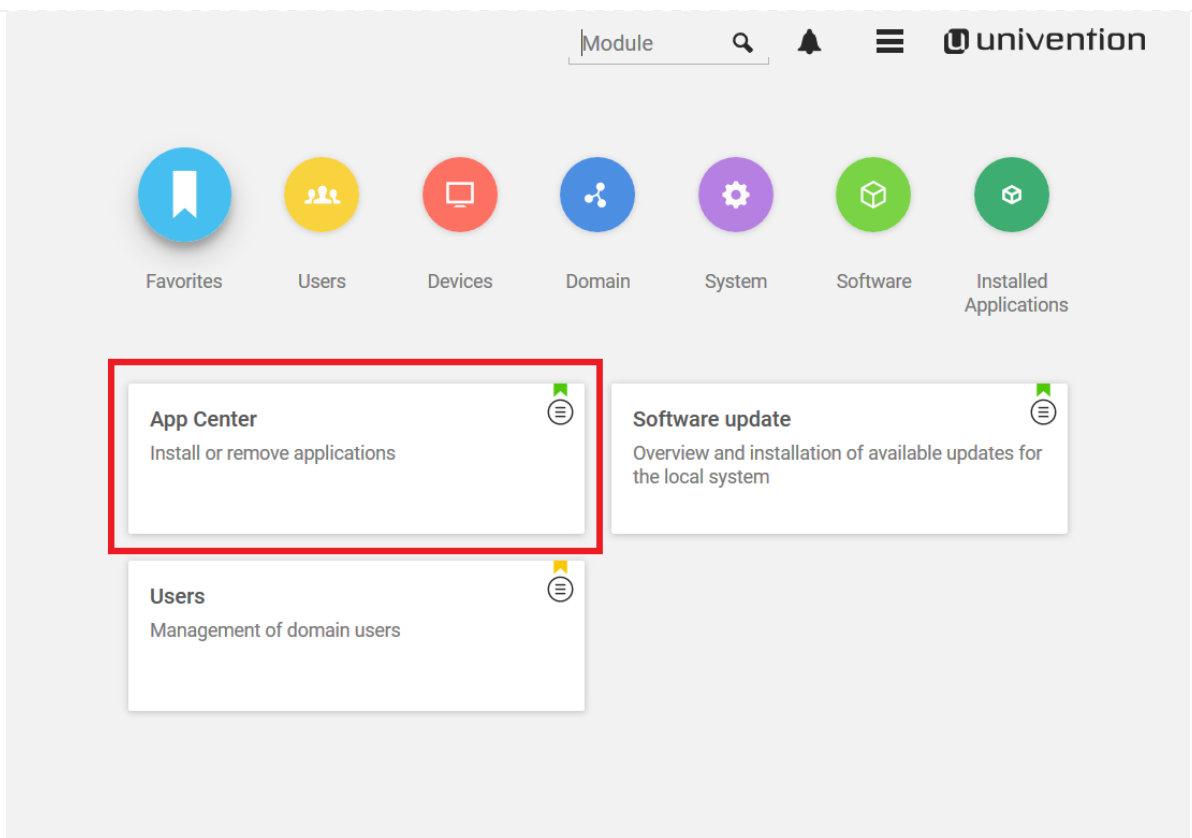 Module
univention
Favorites
Users
Devices
Domain
System
Software
Installed
Applications
App Center
Install or remove applications
Software update
Overview and installation of available updates for
the local system
Users
Management of domain users